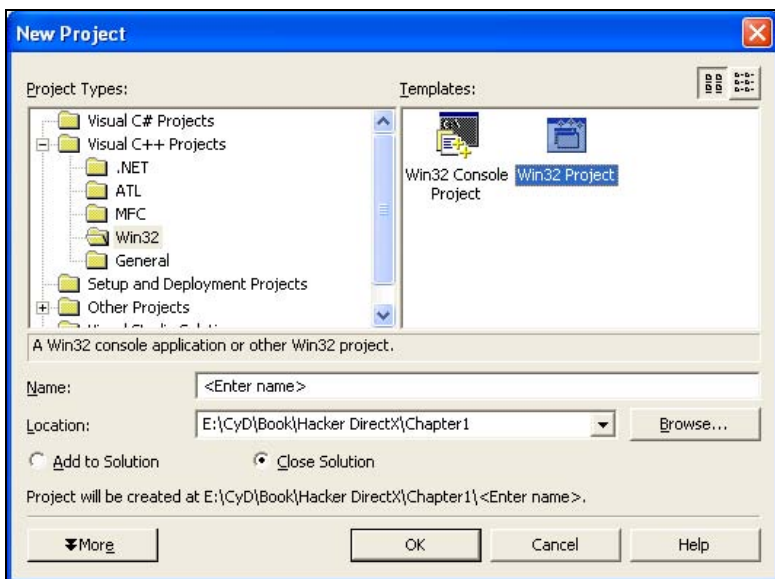 New Project
Project Types:
Templates:
Visual C# Projects
Visual C++ Projects
.NET
ATL
MFC
Win32
General
Setup and Deployment Projects
Other Projects
Win32 Console
Project
Win32 Project
A Win32 console application or other Win32 project.
Name:
<Enter name>
Location:
E:\CyD\Book\Hacker DirectX\Chapter1
Browse...
Add to Solution
Close Solution
Project will be created at E:\CyD\Book\Hacker DirectX\Chapter1\<Enter name>.
More
OK
Cancel
Help